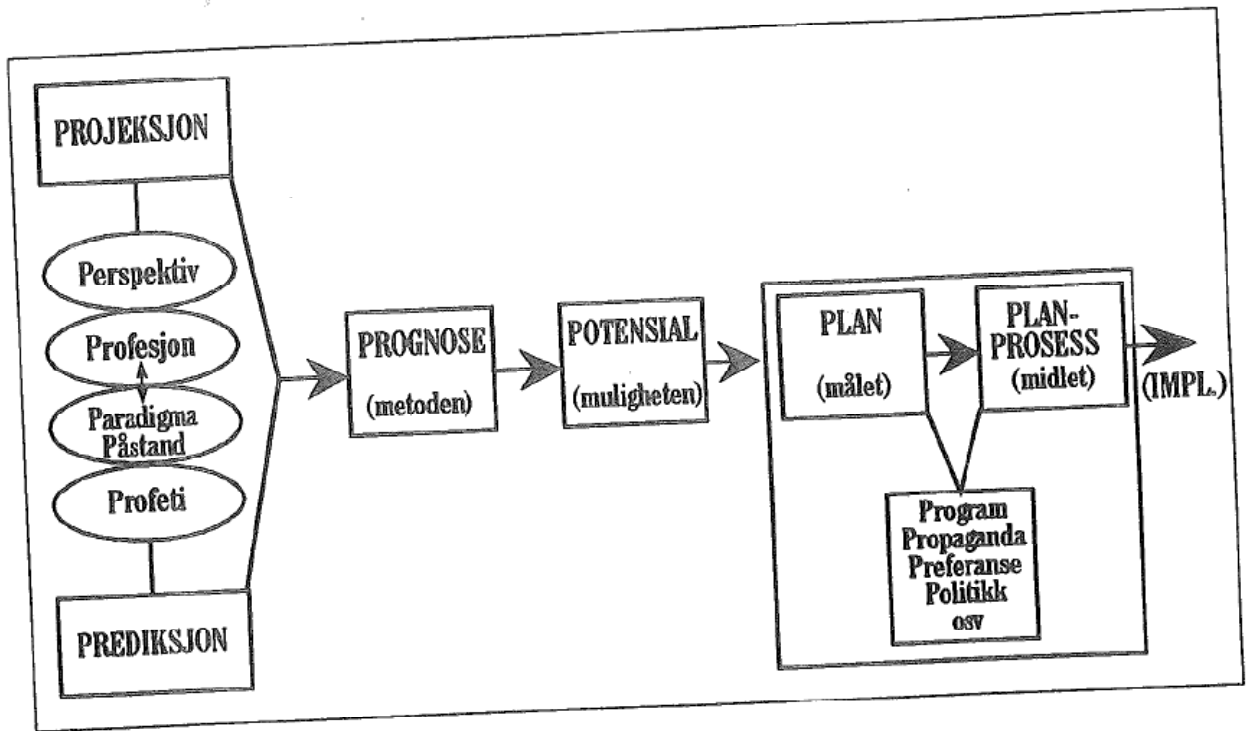 PROJEKSJON
Perspektiv
Profesjon
Paradigma
Påstand
Profeti
PREDIKSJON
PROGNOSE
(metoden)
POTENSIAL
(muligheten)
PLAN
(målet)
PLAN-
PROSESS
(midlet)
(IMPL.)
Program
Propaganda
Preferanse
Politikk
osv